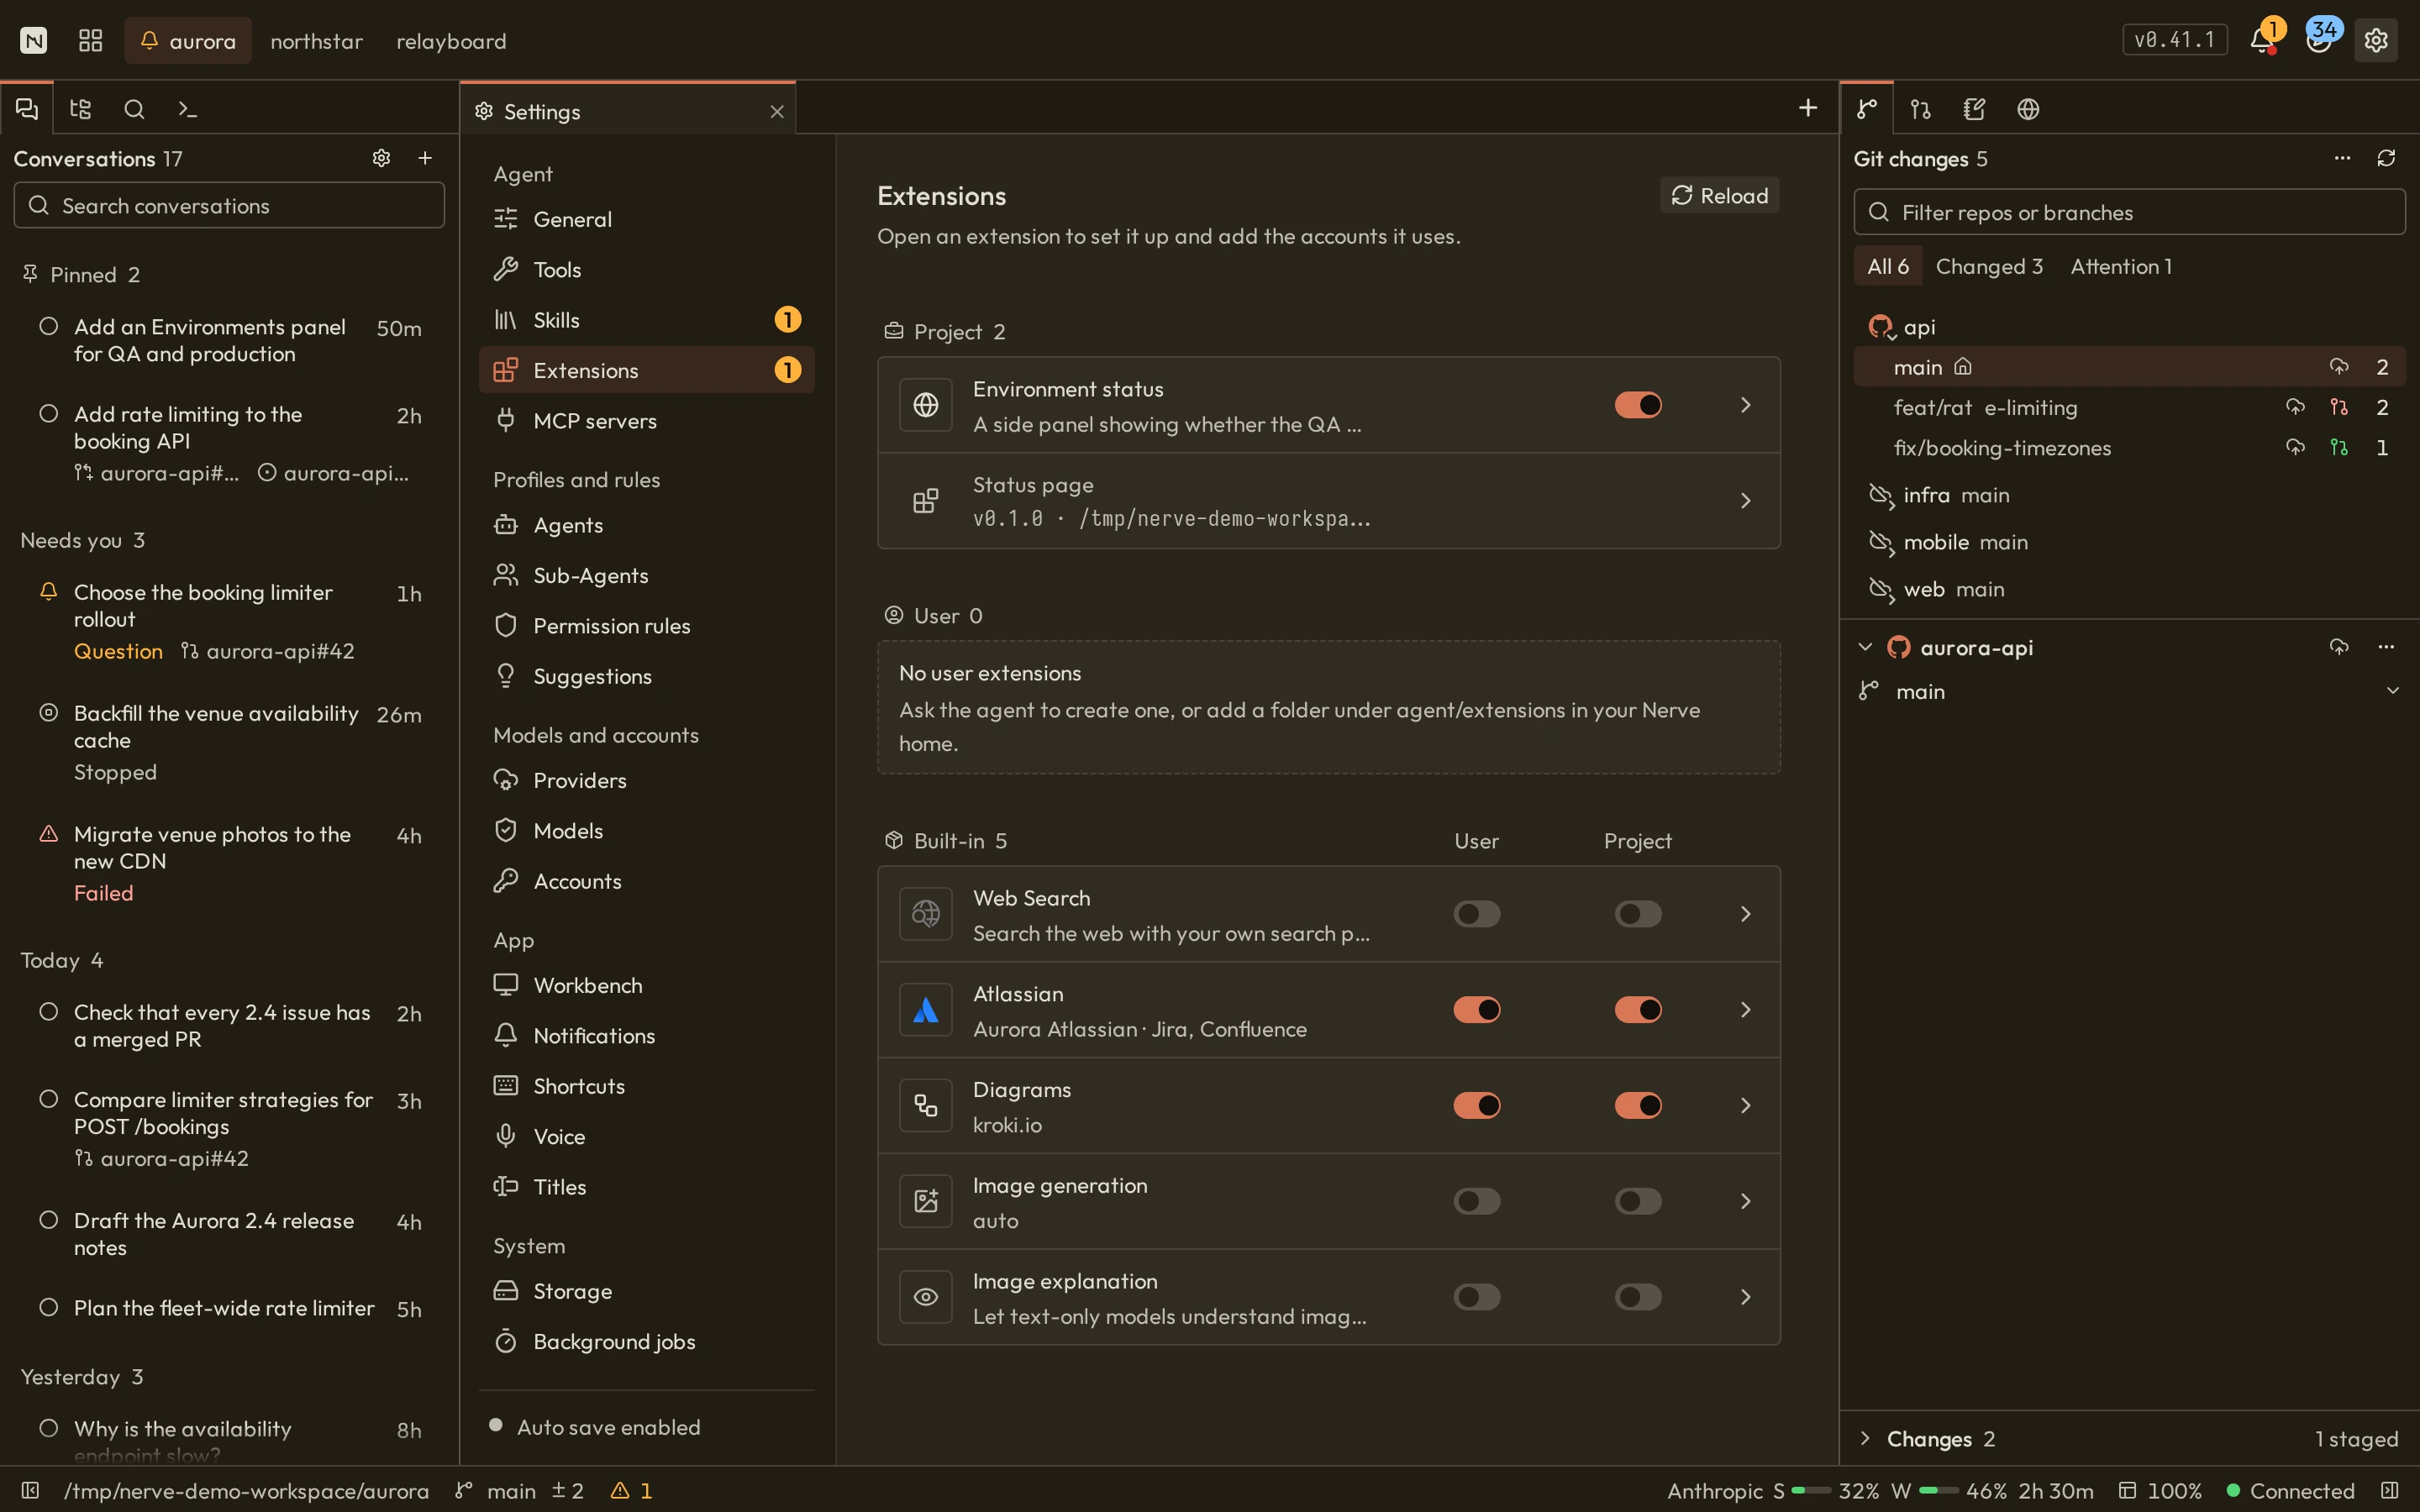 aurora
northstar
relayboard
v0.41.1
1
34
Conversations 17
Search conversations
Pinned 2
Add an Environments panel
for QA and production
50m
Add rate limiting to the
booking API
2h
aurora-api#...
aurora-api...
Needs you 3
Choose the booking limiter
rollout
1h
Question
aurora-api#42
Backfill the venue availability
cache
26m
Stopped
Migrate venue photos to the
new CDN
4h
Failed
Today 4
Check that every 2.4 issue has
a merged PR
2h
Compare limiter strategies for
POST /bookings
3h
aurora-api#42
Draft the Aurora 2.4 release
notes
4h
Plan the fleet-wide rate limiter
5h
Yesterday 3
Why is the availability
endpoint slow?
8h
Settings
Agent
General
Tools
Skills
1
Extensions
1
MCP servers
Profiles and rules
Agents
Sub-Agents
Permission rules
Suggestions
Models and accounts
Providers
Models
Accounts
App
Workbench
Notifications
Shortcuts
Voice
Titles
System
Storage
Background jobs
Auto save enabled
Extensions
Reload
Open an extension to set it up and add the accounts it uses.
Project 2
Environment status
A side panel showing whether the QA ...
Status page
v0.1.0 · /tmp/nerve-demo-workspa...
User 0
No user extensions
Ask the agent to create one, or add a folder under agent/extensions in your Nerve
home.
Built-in 5
User
Project
Web Search
Search the web with your own search p...
Atlassian
Aurora Atlassian · Jira, Confluence
Diagrams
kroki.io
Image generation
auto
Image explanation
Let text-only models understand imag...
Git changes 5
Filter repos or branches
All 6
Changed 3
Attention 1
api
main
2
feat/rat e-limiting
2
fix/booking-timezones
1
infra main
mobile main
web main
aurora-api
main
Changes 2
1 staged
/tmp/nerve-demo-workspace/aurora
main
±2
1
Anthropic S 32% W 46% 2h 30m
100%
Connected